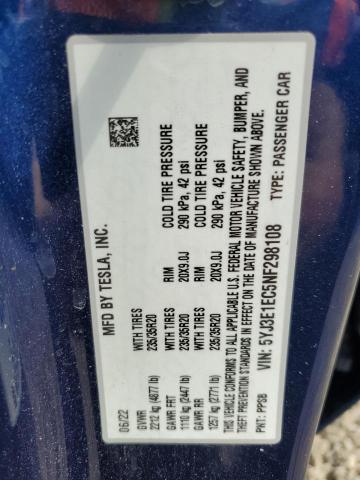 MFD BY TESLA, INC.
06/22
GVWR
2212 kg (4877 lb)
WITH TIRES
235/35R20
GAWR FRT
1110 kg (2447 lb)
WITH TIRES
235/35R20
RIM
20X9.0J
COLD TIRE PRESSURE
290 kPa, 42 psi
GAWR RR
1257 kg (2771 lb)
WITH TIRES
235/35R20
RIM
20X9.0J
COLD TIRE PRESSURE
290 kPa, 42 psi
THIS VEHICLE CONFORMS TO ALL APPLICABLE U.S. FEDERAL MOTOR VEHICLE SAFETY, BUMPER, AND
THEFT PREVENTION STANDARDS IN EFFECT ON THE DATE OF MANUFACTURE SHOWN ABOVE.
PNT: PPSB
VIN: 5YJ3E1EC5NF298108
TYPE: PASSENGER CAR